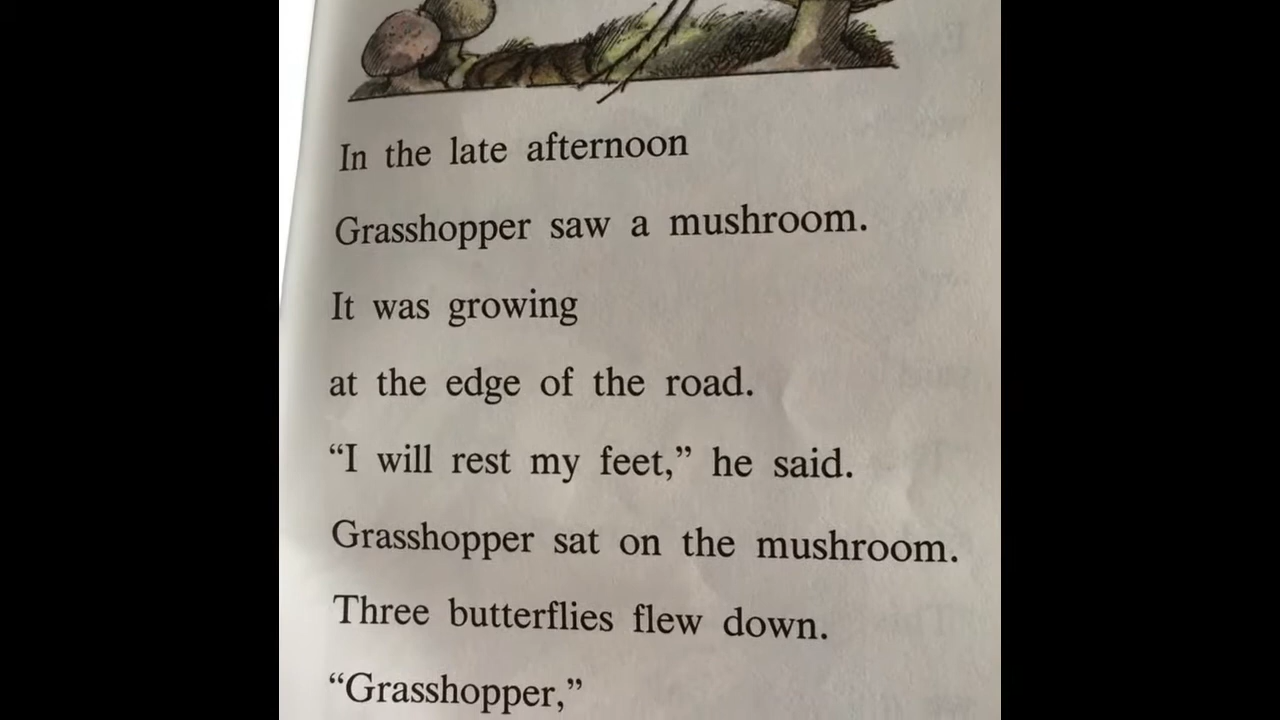 In the late afternoon
Grasshopper saw a mushroom.
It was growing
at the edge of the road.
“I will rest my feet,” he said.
Grasshopper sat on the mushroom.
Three butterflies flew down.
“Grasshopper,”